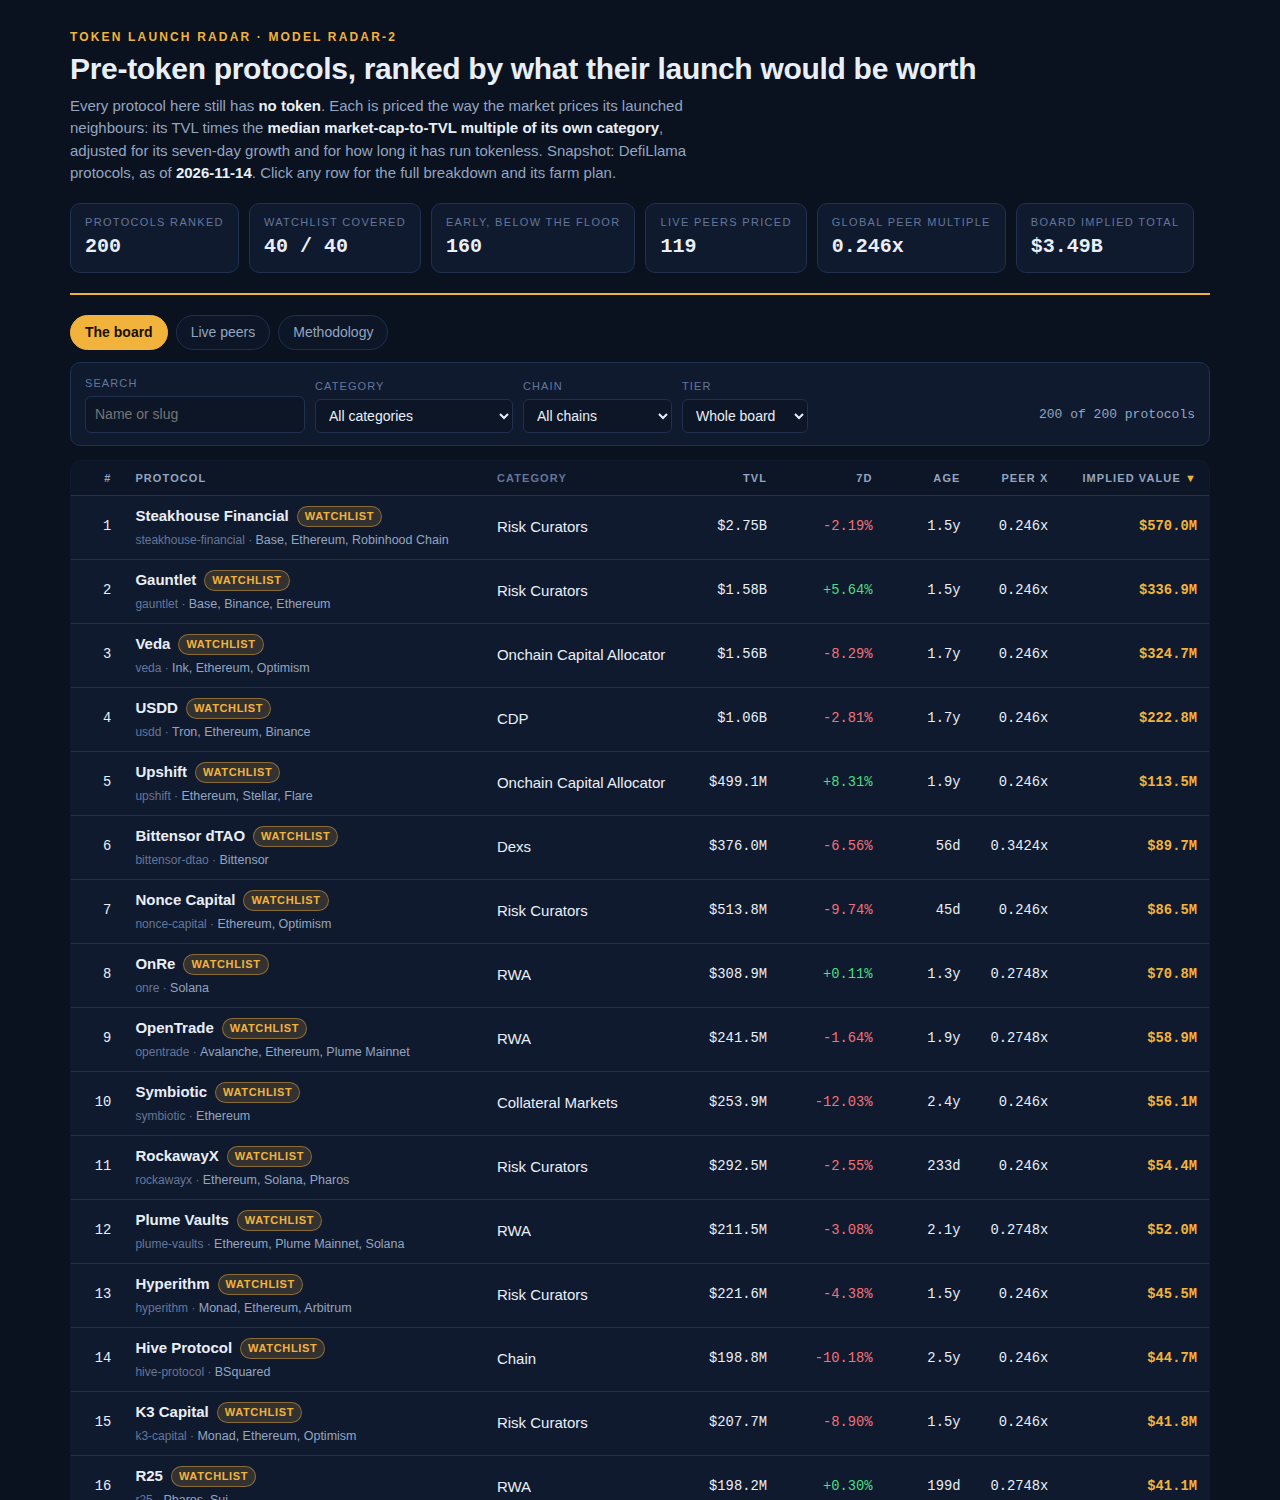 TOKEN LAUNCH RADAR · MODEL RADAR-2
Pre-token protocols, ranked by what their launch would be worth
Every protocol here still has no token. Each is priced the way the market prices its launched
neighbours: its TVL times the median market-cap-to-TVL multiple of its own category,
adjusted for its seven-day growth and for how long it has run tokenless. Snapshot: DefiLlama
protocols, as of 2026-11-14. Click any row for the full breakdown and its farm plan.
PROTOCOLS RANKED
200
WATCHLIST COVERED
40 / 40
EARLY, BELOW THE FLOOR
160
LIVE PEERS PRICED
119
GLOBAL PEER MULTIPLE
0.246x
BOARD IMPLIED TOTAL
$3.49B
The board Live peers Methodology
SEARCH CATEGORY CHAIN TIER
Name or slug All categories All chains Whole board 200 of 200 protocols
# PROTOCOL CATEGORY TVL 7D AGE PEER X IMPLIED VALUE ▼
1 Steakhouse Financial WATCHLIST Risk Curators $2.75B -2.19% 1.5y 0.246x $570.0M
steakhouse-financial · Base, Ethereum, Robinhood Chain
2 Gauntlet WATCHLIST Risk Curators $1.58B +5.64% 1.5y 0.246x $336.9M
gauntlet · Base, Binance, Ethereum
3 Veda WATCHLIST Onchain Capital Allocator $1.56B -8.29% 1.7y 0.246x $324.7M
veda · Ink, Ethereum, Optimism
4 USDD WATCHLIST CDP $1.06B -2.81% 1.7y 0.246x $222.8M
usdd · Tron, Ethereum, Binance
5 Upshift WATCHLIST Onchain Capital Allocator $499.1M +8.31% 1.9y 0.246x $113.5M
upshift · Ethereum, Stellar, Flare
6 Bittensor dTAO WATCHLIST Dexs $376.0M -6.56% 56d 0.3424x $89.7M
bittensor-dtao · Bittensor
7 Nonce Capital WATCHLIST Risk Curators $513.8M -9.74% 45d 0.246x $86.5M
nonce-capital · Ethereum, Optimism
8 OnRe WATCHLIST RWA $308.9M +0.11% 1.3y 0.2748x $70.8M
onre · Solana
9 OpenTrade WATCHLIST RWA $241.5M -1.64% 1.9y 0.2748x $58.9M
opentrade · Avalanche, Ethereum, Plume Mainnet
10 Symbiotic WATCHLIST Collateral Markets $253.9M -12.03% 2.4y 0.246x $56.1M
symbiotic · Ethereum
11 RockawayX WATCHLIST Risk Curators $292.5M -2.55% 233d 0.246x $54.4M
rockawayx · Ethereum, Solana, Pharos
12 Plume Vaults WATCHLIST RWA $211.5M -3.08% 2.1y 0.2748x $52.0M
plume-vaults · Ethereum, Plume Mainnet, Solana
13 Hyperithm WATCHLIST Risk Curators $221.6M -4.38% 1.5y 0.246x $45.5M
hyperithm · Monad, Ethereum, Arbitrum
14 Hive Protocol WATCHLIST Chain $198.8M -10.18% 2.5y 0.246x $44.7M
hive-protocol · BSquared
15 K3 Capital WATCHLIST Risk Curators $207.7M -8.90% 1.5y 0.246x $41.8M
k3-capital · Monad, Ethereum, Optimism
16 R25 WATCHLIST RWA $198.2M +0.30% 199d 0.2748x $41.1M
r25 · Pharos, Sui